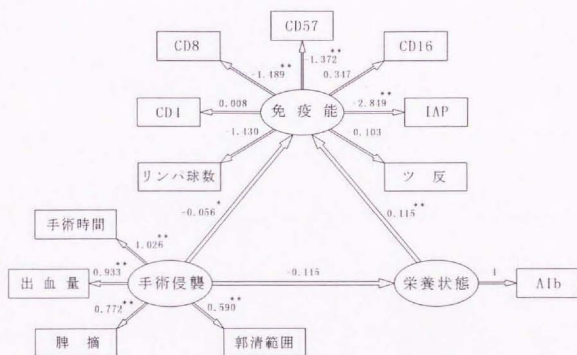 CD57
CD8
CD16
-1.372**
-1.489**
0.347
CD4
0.008
免疫能
-2.849**
IAP
-1.430
0.103
リンパ球数
ツ反
-0.056*
0.115**
手術時間
1.026**
出血量
0.933**
手術侵襲
-0.115
栄養状態
1
Alb
0.772**
0.590**
脾摘
郭清範囲